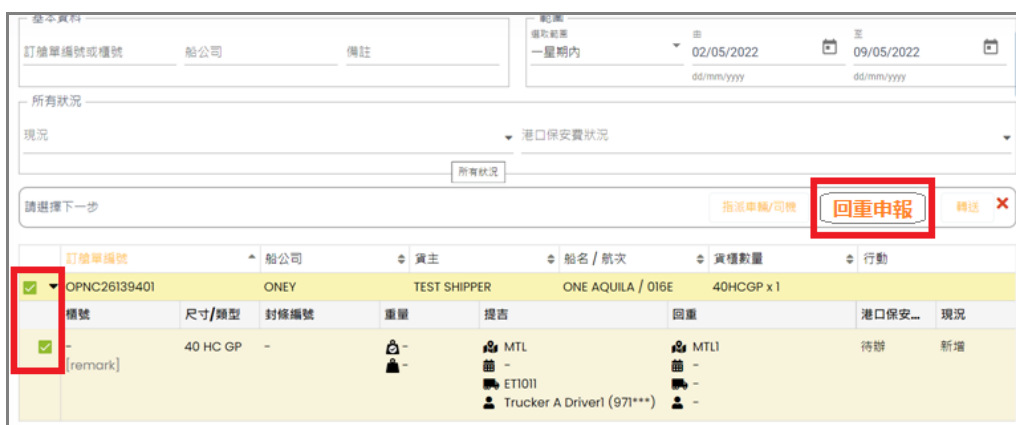 基本資料
範圍
訂艙單編號或櫃號 船公司 備註
選取範圍 由 至
一星期內 02/05/2022 09/05/2022
dd/mm/yyyy dd/mm/yyyy
所有狀況
現況 港口保安費狀況
所有狀況
請選擇下一步 指派車輛/司機 回重申報 轉送
訂艙單編號 船公司 貨主 船名 / 航次 貨櫃數量 行動
OPNC26139401 ONEY TEST SHIPPER ONE AQUILA / 016E 40HCGP x 1
櫃號 尺寸/類型 封條編號 重量 提吉 回重 港口保安... 現況
- 40 HC GP - - MTL MTL1 待辦 新增
[remark] - - -
ET1011 -
Trucker A Driver1 (971***) -